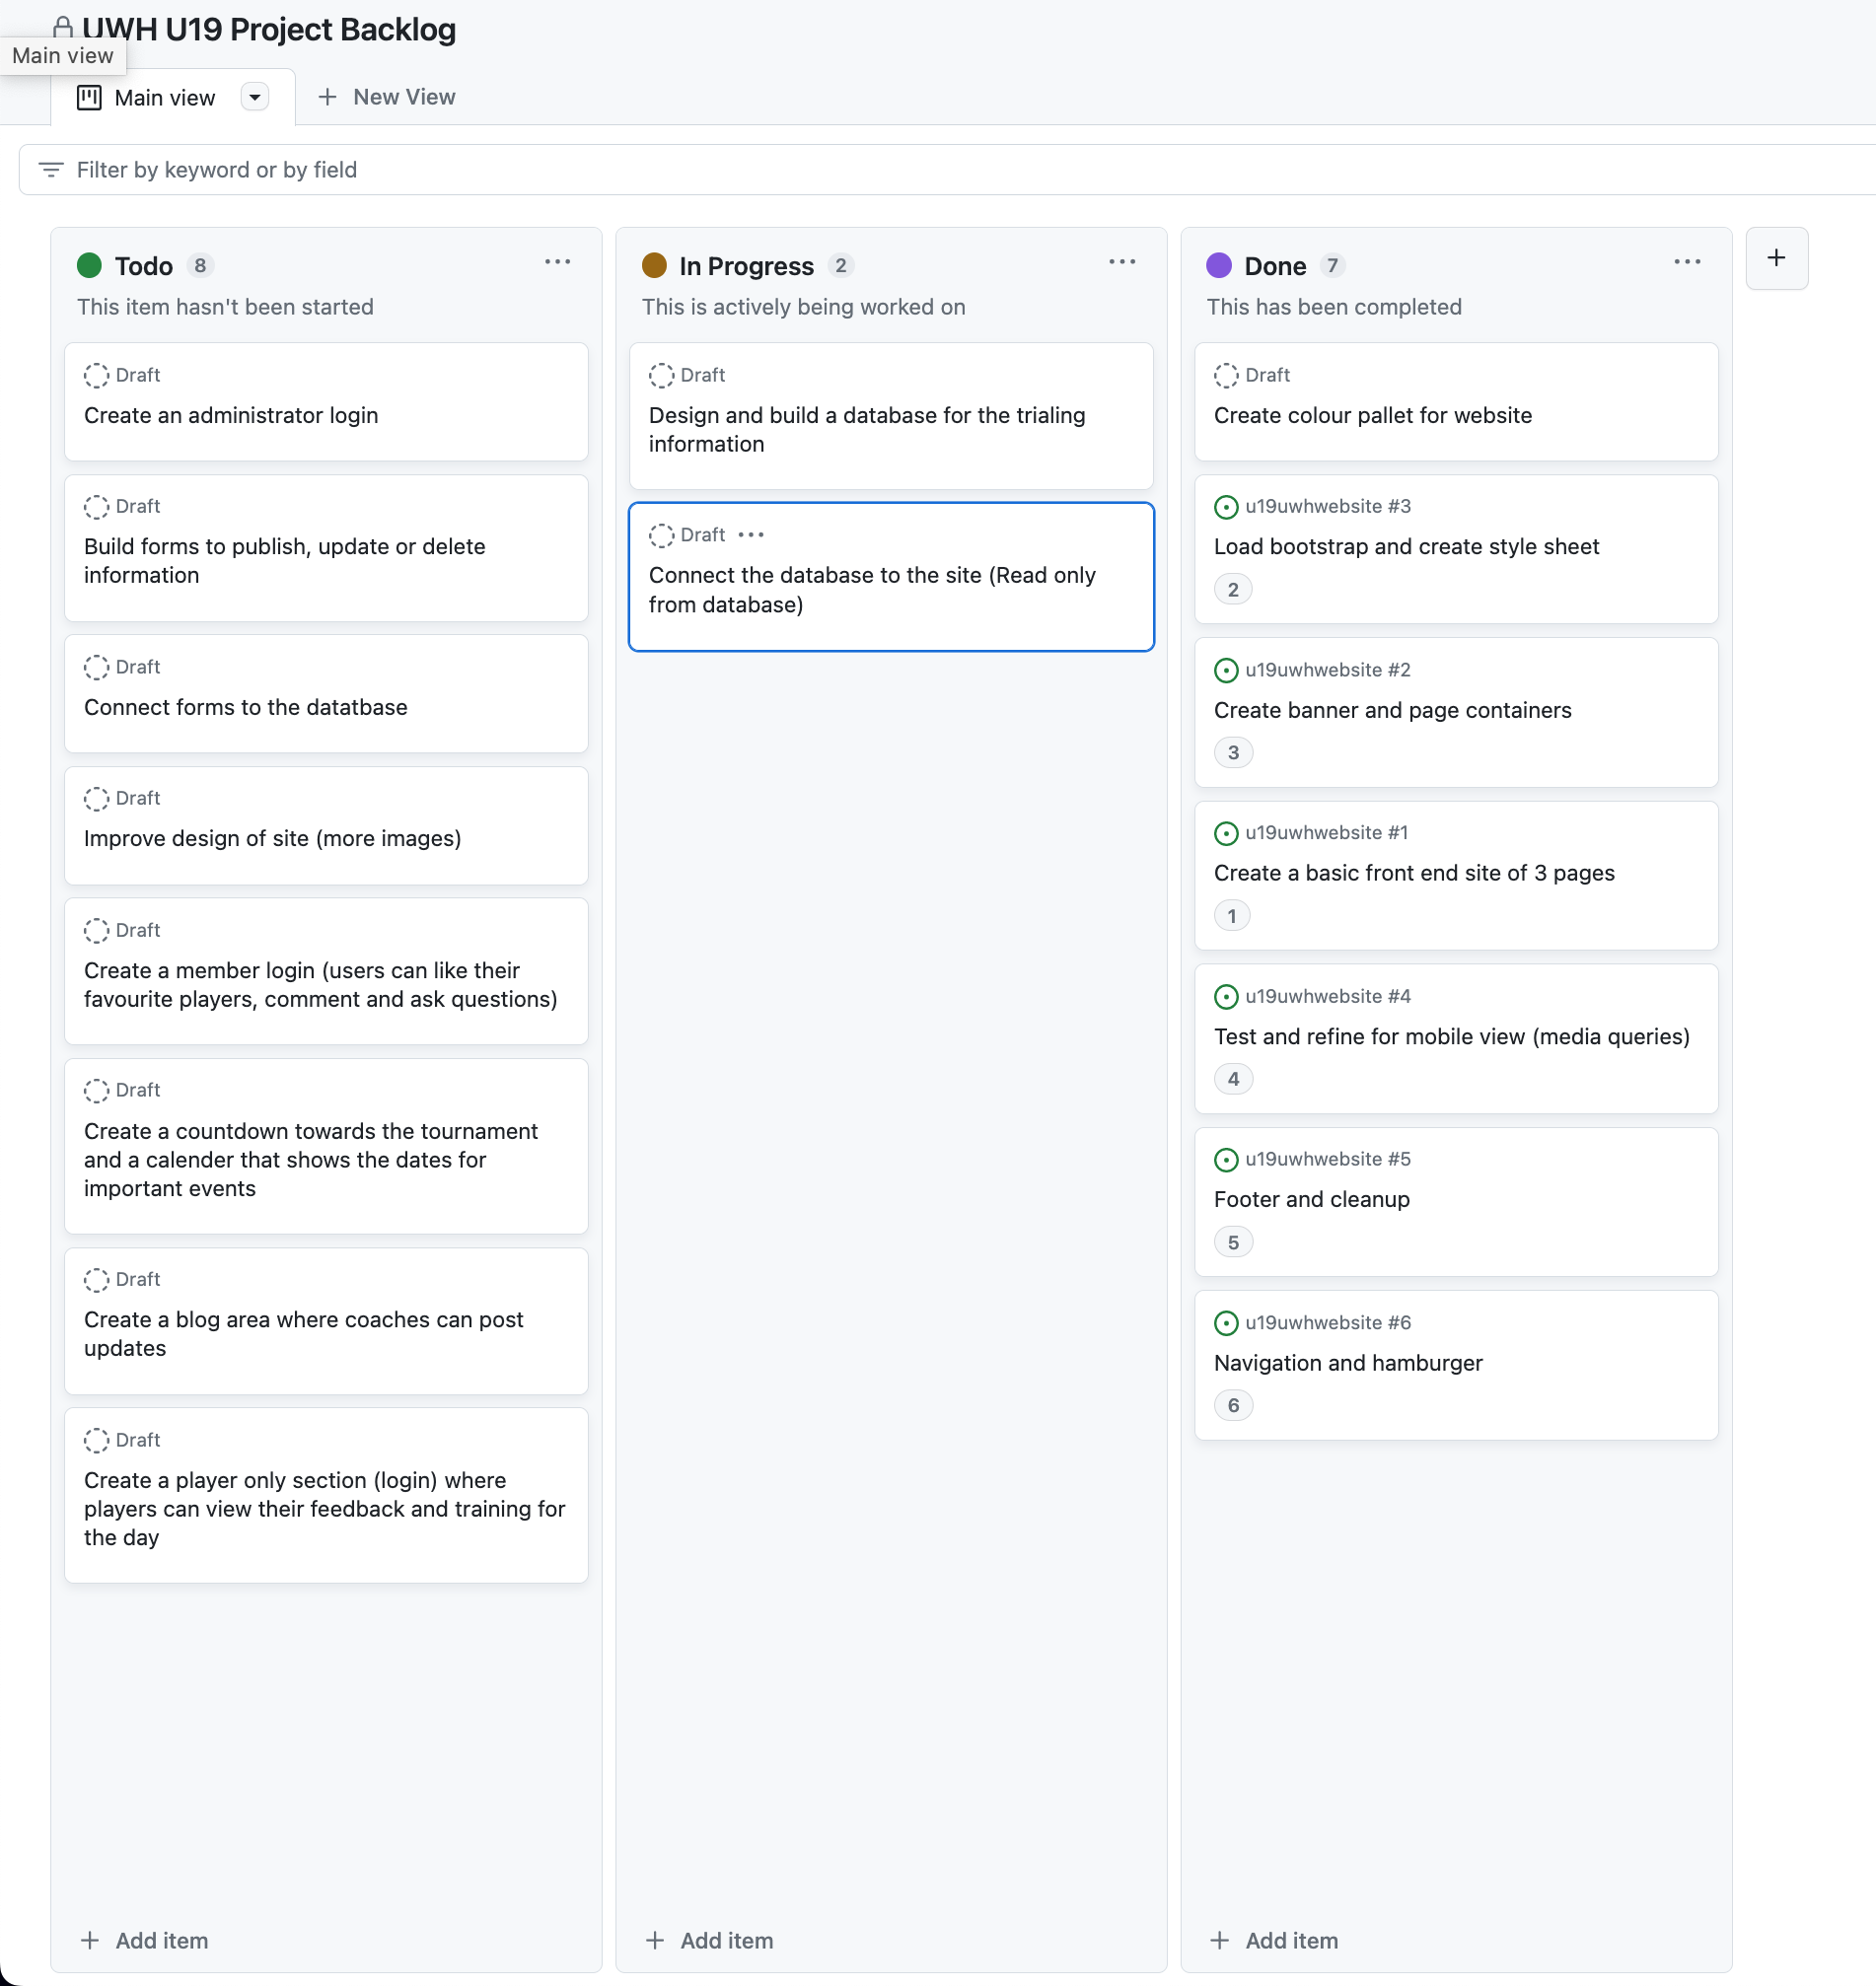 UWH U19 Project Backlog
Main view
Main view
New View
Filter by keyword or by field
Todo 8
This item hasn't been started
Draft
Create an administrator login
Draft
Build forms to publish, update or delete
information
Draft
Connect forms to the datatbase
Draft
Improve design of site (more images)
Draft
Create a member login (users can like their
favourite players, comment and ask questions)
Draft
Create a countdown towards the tournament
and a calender that shows the dates for
important events
Draft
Create a blog area where coaches can post
updates
Draft
Create a player only section (login) where
players can view their feedback and training for
the day
Add item
In Progress 2
This is actively being worked on
Draft
Design and build a database for the trialing
information
Draft
Connect the database to the site (Read only
from database)
Add item
Done 7
This has been completed
Draft
Create colour pallet for website
u19uwhwebsite #3
Load bootstrap and create style sheet
2
u19uwhwebsite #2
Create banner and page containers
3
u19uwhwebsite #1
Create a basic front end site of 3 pages
1
u19uwhwebsite #4
Test and refine for mobile view (media queries)
4
u19uwhwebsite #5
Footer and cleanup
5
u19uwhwebsite #6
Navigation and hamburger
6
Add item